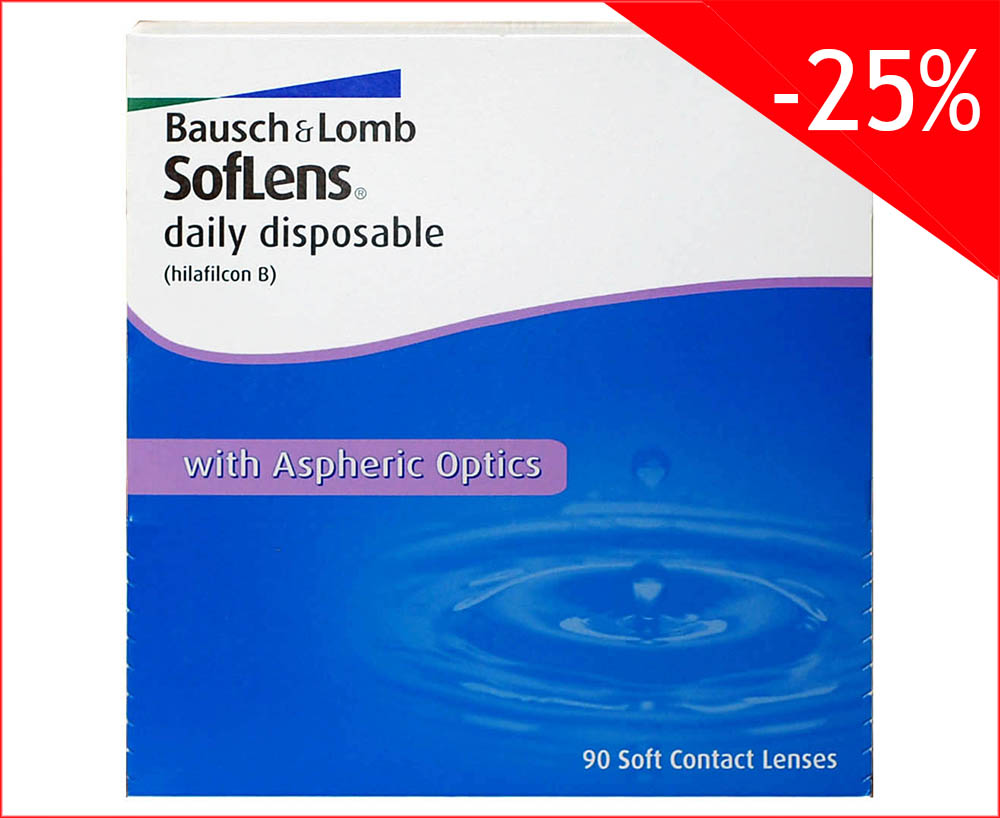 -25%
Bausch & Lomb
SofLens®
daily disposable
(hilafilcon B)
with Aspheric Optics
90 Soft Contact Lenses